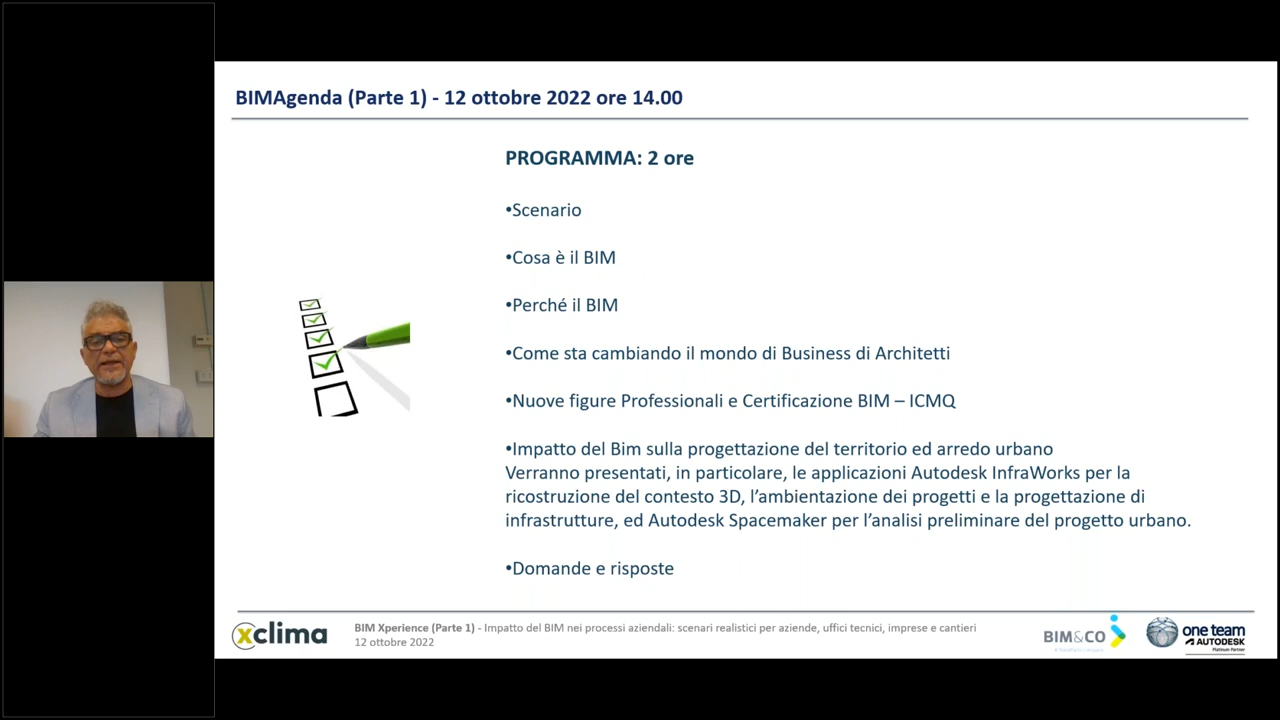 BIMAgenda (Parte 1) - 12 ottobre 2022 ore 14.00
PROGRAMMA: 2 ore
•Scenario
•Cosa è il BIM
•Perché il BIM
•Come sta cambiando il mondo di Business di Architetti
•Nuove figure Professionali e Certificazione BIM – ICMQ
•Impatto del Bim sulla progettazione del territorio ed arredo urbano
Verranno presentati, in particolare, le applicazioni Autodesk InfraWorks per la
ricostruzione del contesto 3D, l’ambientazione dei progetti e la progettazione di
infrastrutture, ed Autodesk Spacemaker per l’analisi preliminare del progetto urbano.
•Domande e risposte
xclima
BIM Xperience (Parte 1) - Impatto del BIM nei processi aziendali: scenari realistici per aziende, uffici tecnici, imprese e cantieri
12 ottobre 2022
BIM&CO
one team
AUTODESK
Platinum Partner